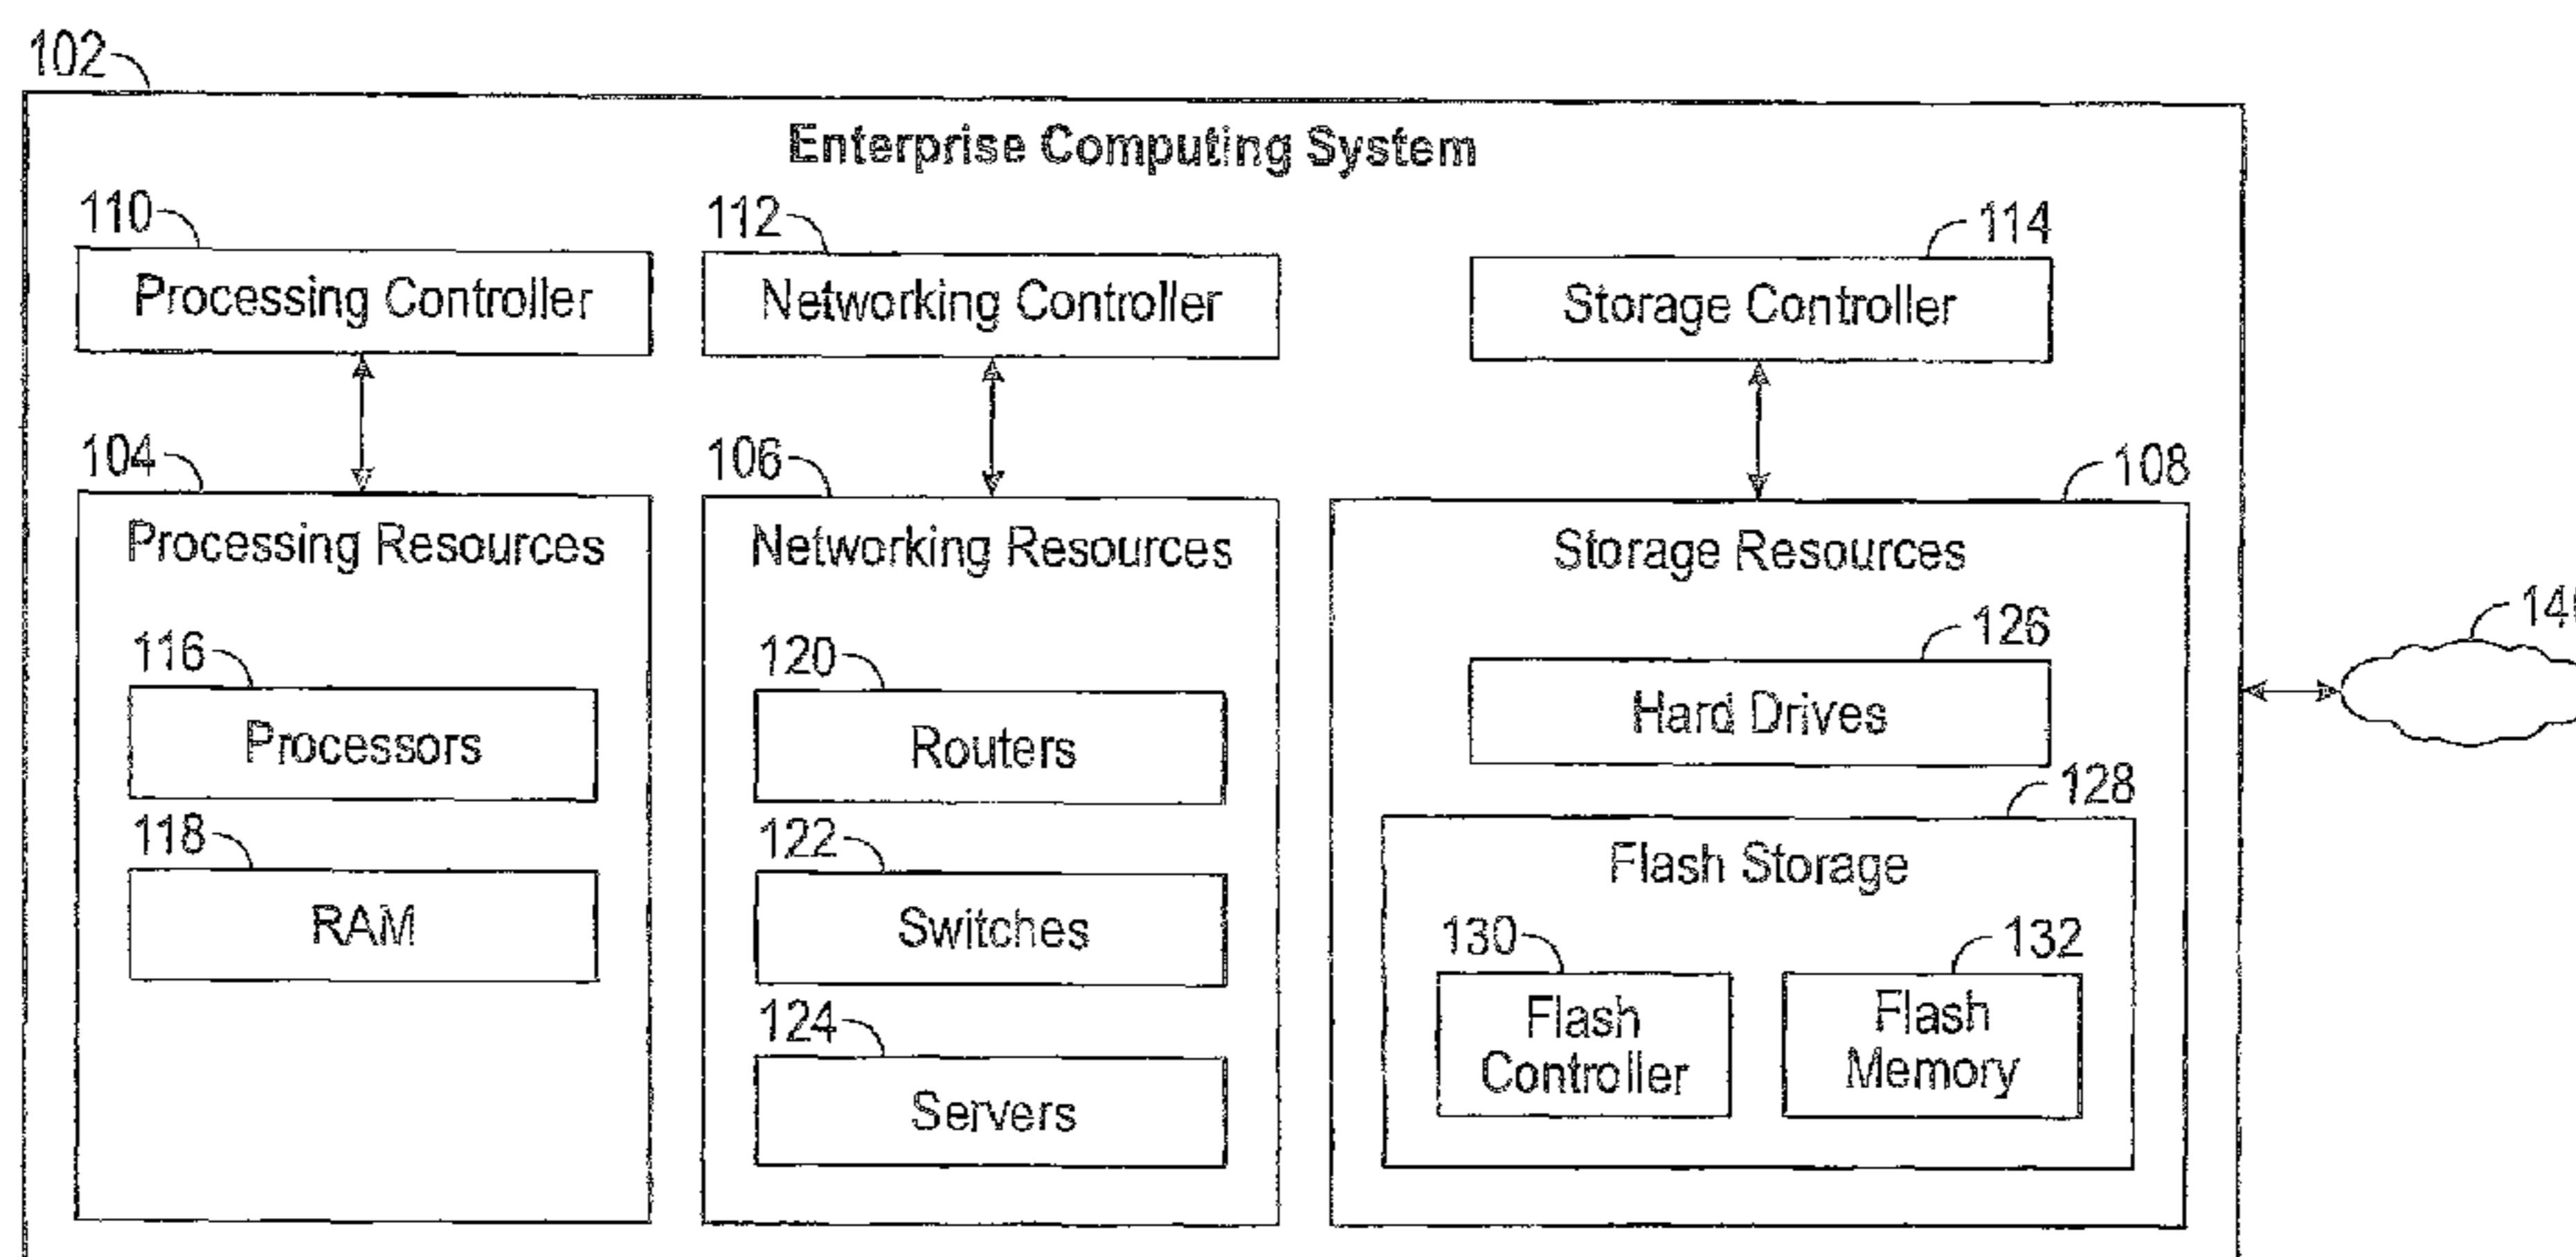 102
Enterprise Computing System
110
112
114
Processing Controller
Networking Controller
Storage Controller
104
106
108
Processing Resources
Networking Resources
Storage Resources
116
120
126
Processors
Routers
Hard Drives
118
122
128
RAM
Switches
Flash Storage
124
130
132
Servers
Flash
Controller
Flash
Memory